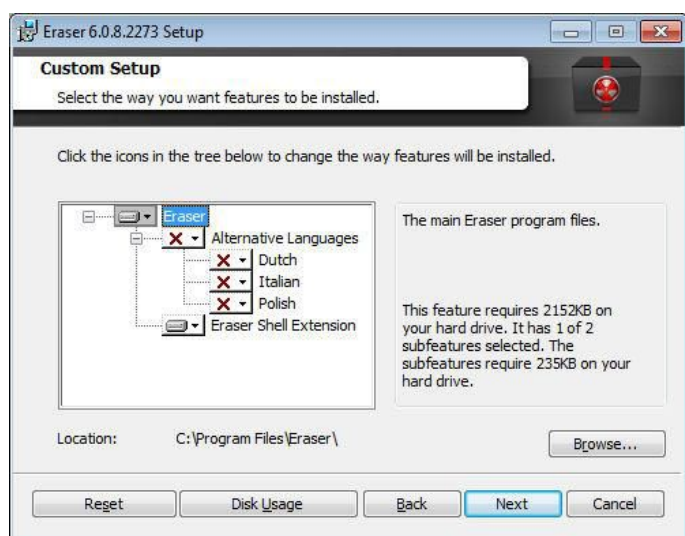 Eraser 6.0.8.2273 Setup
Custom Setup
Select the way you want features to be installed.
Click the icons in the tree below to change the way features will be installed.
Eraser
Alternative Languages
Dutch
Italian
Polish
Eraser Shell Extension
The main Eraser program files.
This feature requires 2152KB on
your hard drive. It has 1 of 2
subfeatures selected. The
subfeatures require 235KB on your
hard drive.
Location: C:\Program Files\Eraser\
Browse...
Reset Disk Usage Back Next Cancel